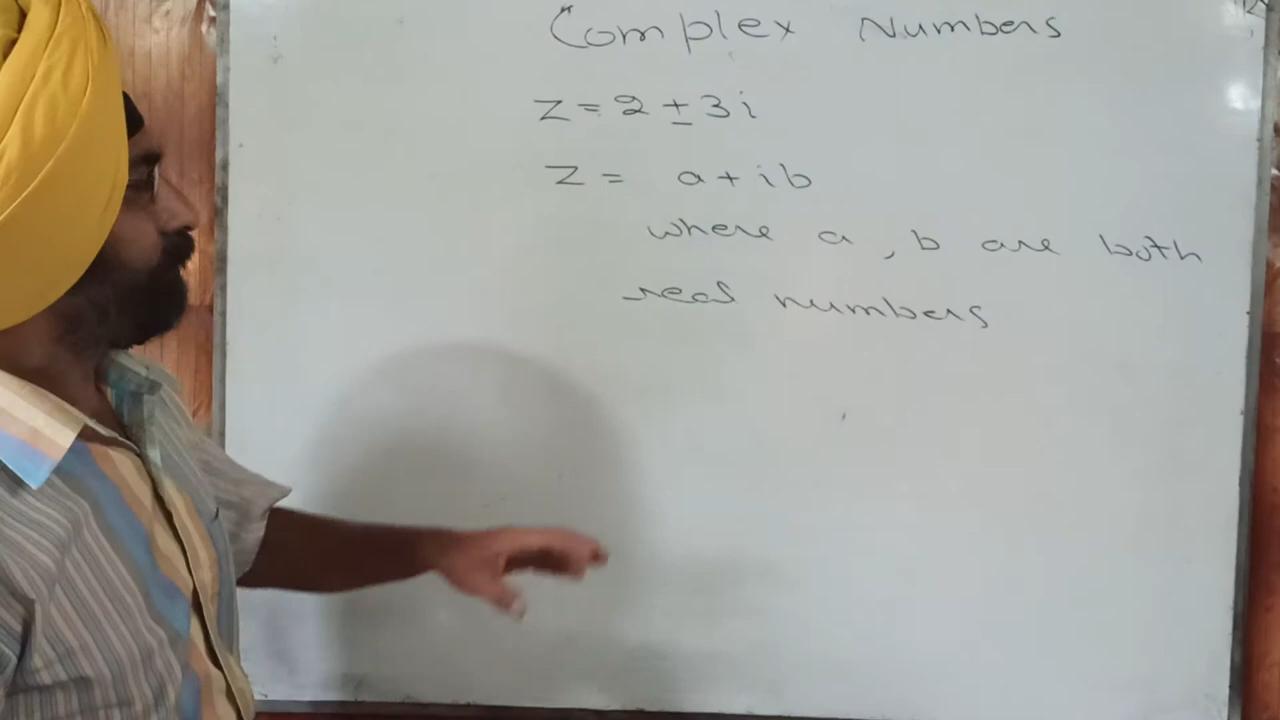 Complex Numbers
z = 2 ± 3i
z = a + ib
where a, b are both
real numbers